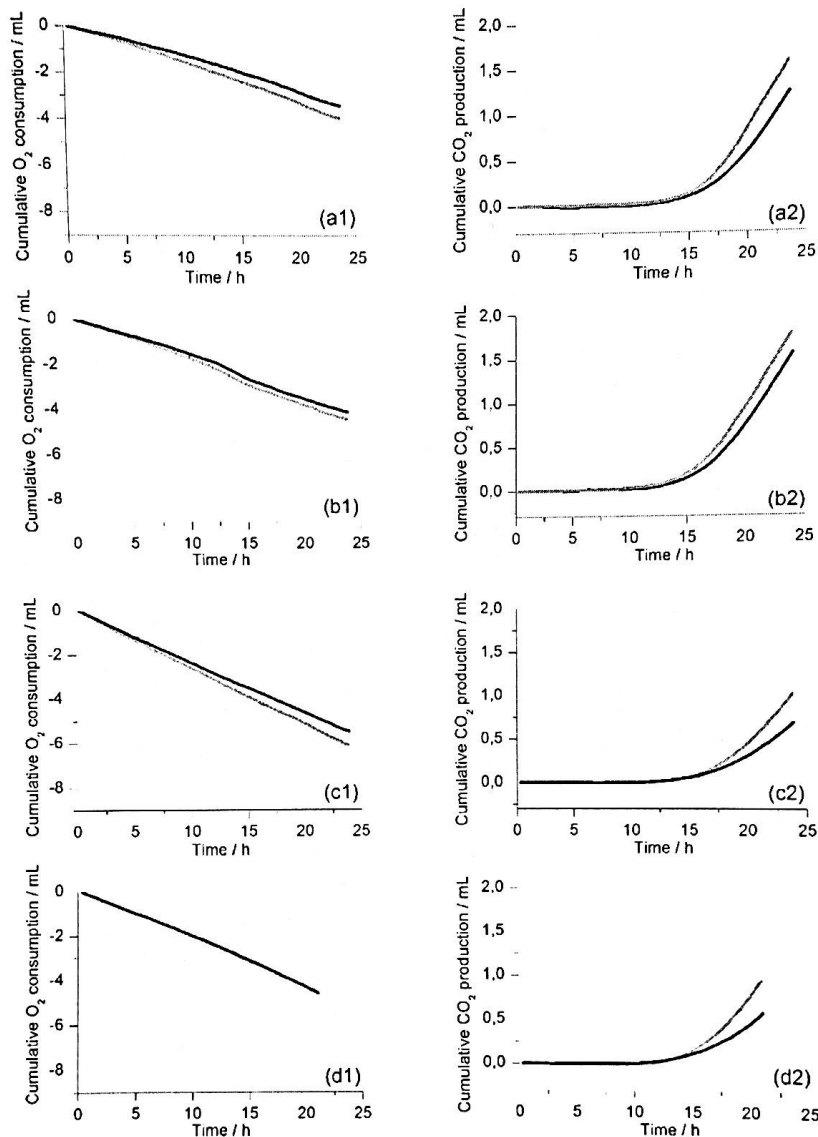 Cumulative O₂ consumption / mL
0
-2
-4
-6
-8
(a1)
0 5 10 15 20 25
Time / h
Cumulative CO₂ production / mL
2,0
1,5
1,0
0,5
0,0
(a2)
0 5 10 15 20 25
Time / h
Cumulative O₂ consumption / mL
0
-2
-4
-6
-8
(b1)
0 5 10 15 20 25
Time / h
Cumulative CO₂ production / mL
2,0
1,5
1,0
0,5
0,0
(b2)
0 5 10 15 20 25
Time / h
Cumulative O₂ consumption / mL
0
-2
-4
-6
-8
(c1)
0 5 10 15 20 25
Time / h
Cumulative CO₂ production / mL
2,0
1,5
1,0
0,5
0,0
(c2)
0 5 10 15 20 25
Time / h
Cumulative O₂ consumption / mL
0
-2
-4
-6
-8
(d1)
0 5 10 15 20 25
Time / h
Cumulative CO₂ production / mL
2,0
1,5
1,0
0,5
0,0
(d2)
0 5 10 15 20 25
Time / h